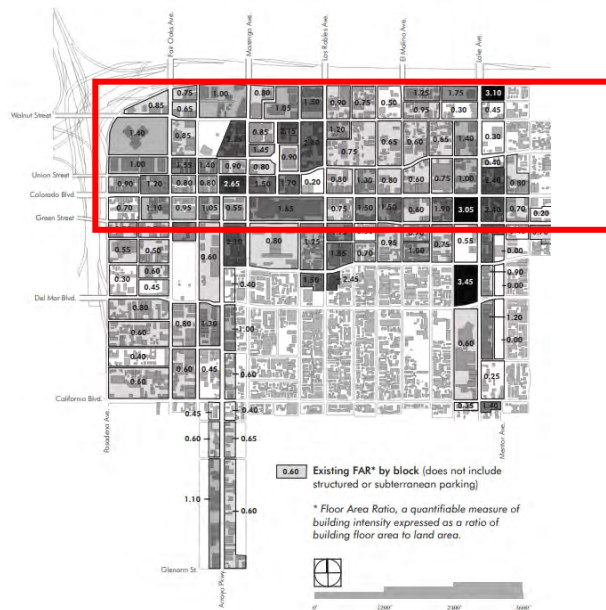 Fair Oaks Ave.
Marengo Ave.
Los Robles Ave.
El Molino Ave.
Lake Ave.
0.75 1.00 0.80 1.25 1.75 3.10
0.85 0.65 1.05 1.50 0.90 0.75 0.50 0.95 0.30 0.45
Walnut Street
1.40 0.85 0.85 2.15 1.20 0.65 0.60 0.65 1.40 0.30
1.45 0.75
1.00 1.55 1.40 0.90 0.80 0.90 0.40
Union Street
0.90 1.20 0.80 0.80 2.65 1.50 1.70 0.20 0.80 1.30 0.80 0.60 0.75 1.00 2.40 0.80
Colorado Blvd.
0.70 1.10 0.95 1.05 0.55 1.65 0.75 1.50 1.50 0.60 1.90 3.05 2.10 0.70 0.20
Green Street
0.55 0.50 2.10 0.80 1.25 1.35 0.70 0.95 1.00 0.75 0.55 0.00
0.60 0.60
0.30 0.45 0.40 1.50 2.45 3.45 0.90 0.00
Del Mar Blvd.
0.80 0.80 1.30 1.00 1.20
0.60 0.60 0.00
0.40
0.60 0.60 0.45 0.60 0.25
California Blvd.
0.45 0.40 0.35 1.40
Pasadena Ave.
Mentor Ave.
0.60 0.65
1.10 0.60
Glenarm St.
Arroyo Pkwy.
0.60 Existing FAR* by block (does not include
structured or subterranean parking)
* Floor Area Ratio, a quantifiable measure of
building intensity expressed as a ratio of
building floor area to land area.
0' 1200' 2400' 3600'